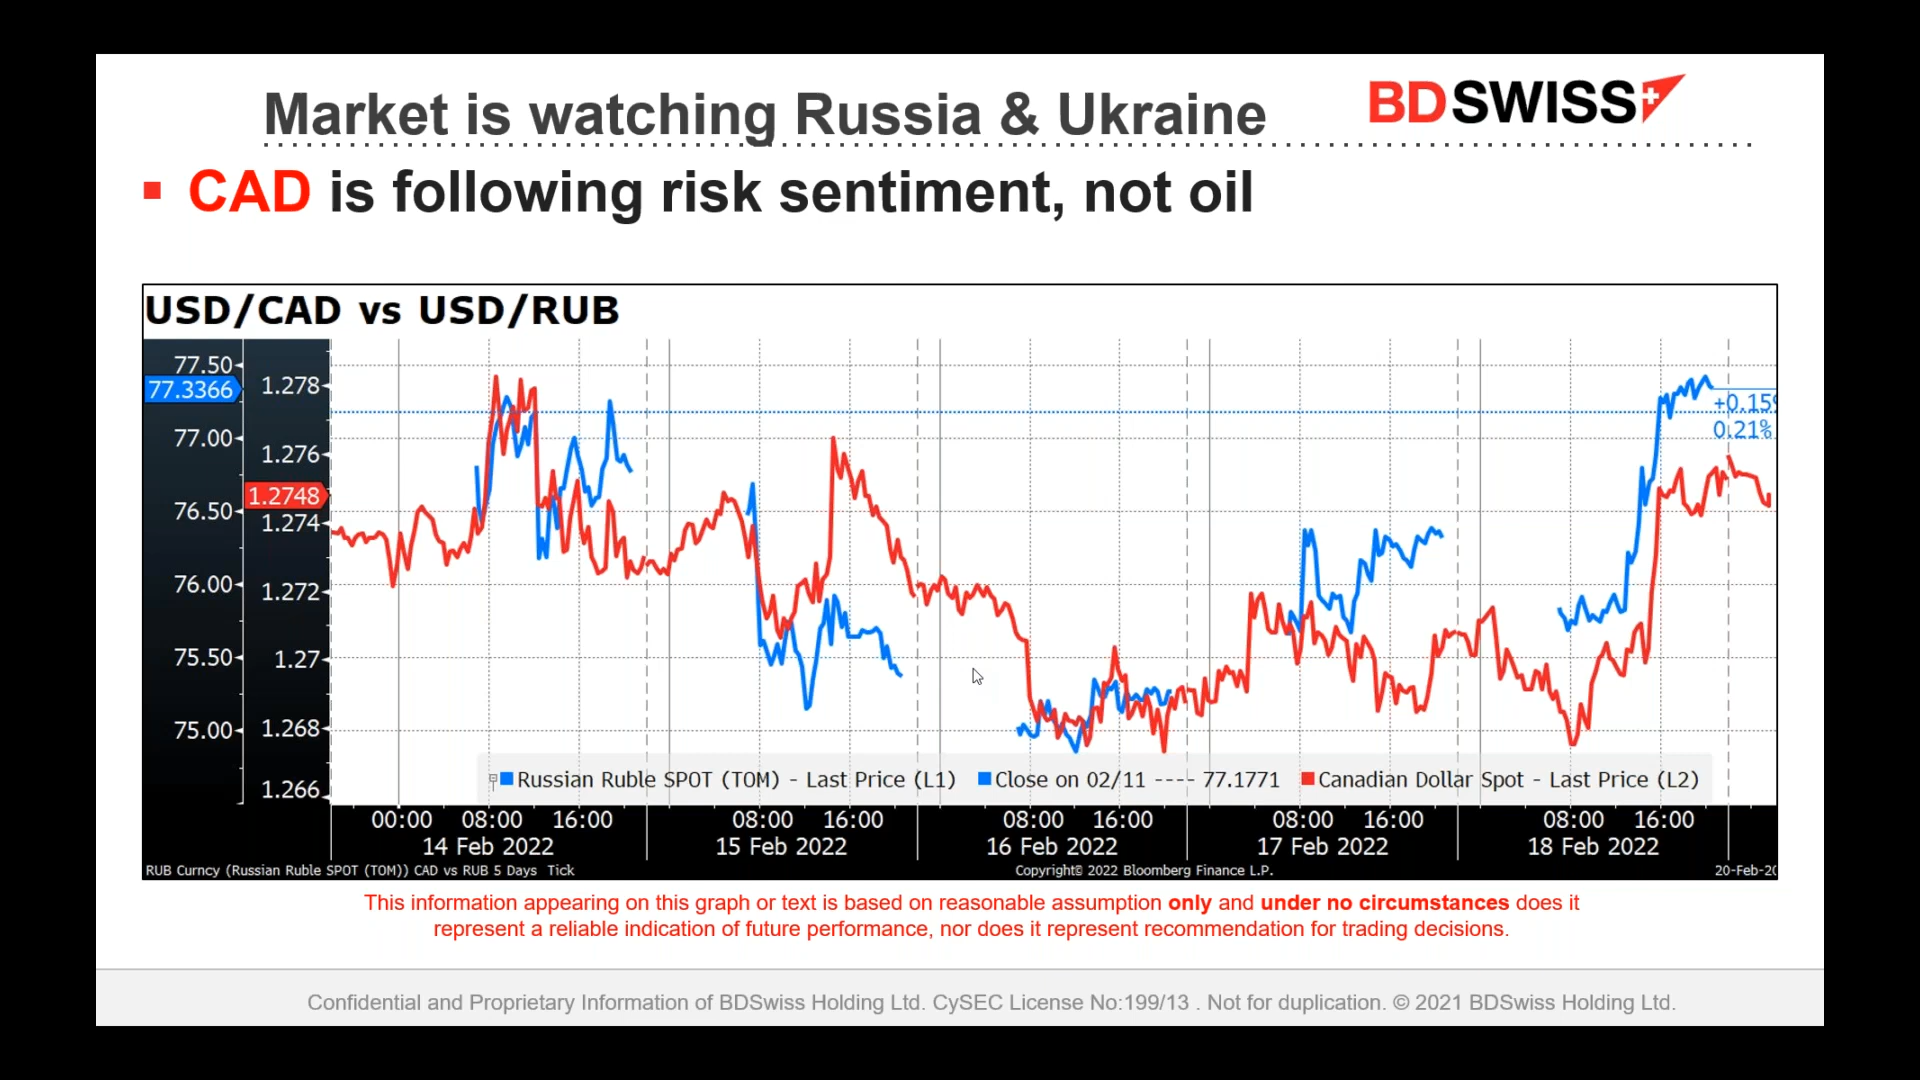 Market is watching Russia & Ukraine
BDSWISS
▪ CAD is following risk sentiment, not oil
USD/CAD vs USD/RUB
77.50
77.3366
77.00
76.50
76.00
75.50
75.00
1.278
1.276
1.2748
1.274
1.272
1.27
1.268
1.266
+0.15%
0.21%
Russian Ruble SPOT (TOM) - Last Price (L1) Close on 02/11 ---- 77.1771 Canadian Dollar Spot - Last Price (L2)
00:00 08:00 16:00 08:00 16:00 08:00 16:00 08:00 16:00 08:00 16:00
14 Feb 2022 15 Feb 2022 16 Feb 2022 17 Feb 2022 18 Feb 2022
RUB Curncy (Russian Ruble SPOT (TOM)) CAD vs RUB 5 Days Tick Copyright© 2022 Bloomberg Finance L.P. 20-Feb-20
This information appearing on this graph or text is based on reasonable assumption only and under no circumstances does it
represent a reliable indication of future performance, nor does it represent recommendation for trading decisions.
Confidential and Proprietary Information of BDSwiss Holding Ltd. CySEC License No:199/13 . Not for duplication. © 2021 BDSwiss Holding Ltd.